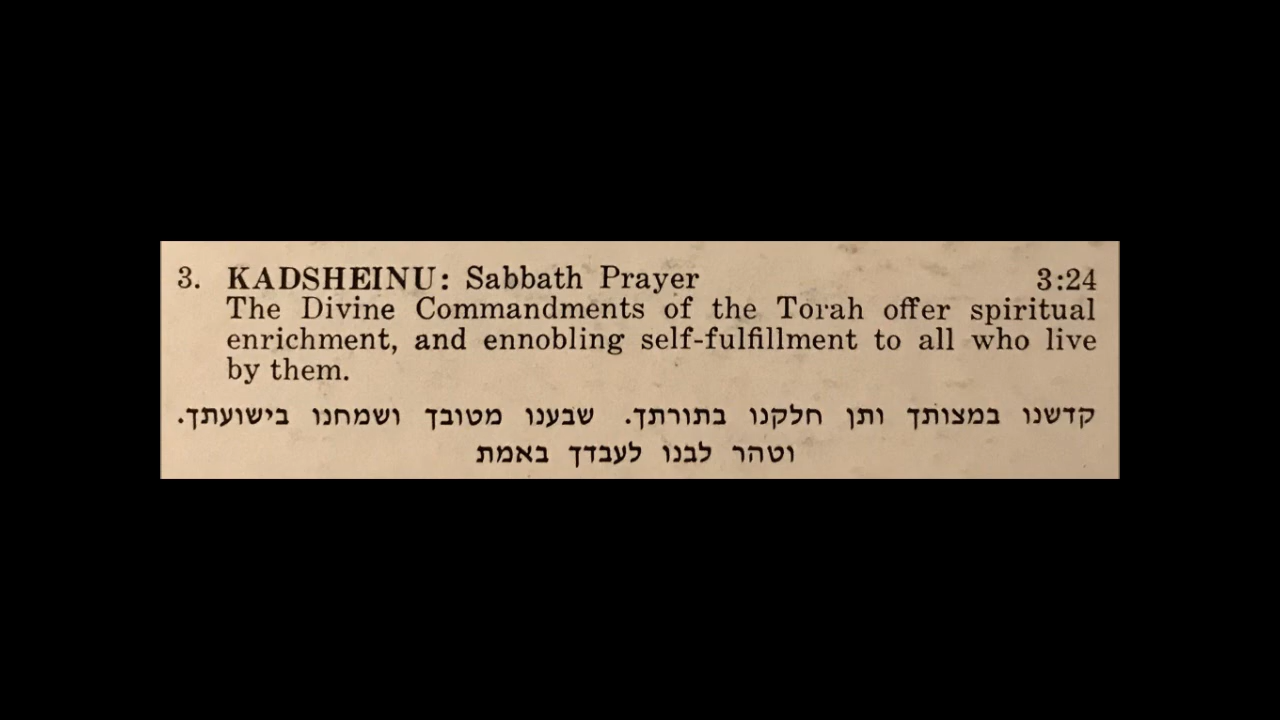 3. KADSHEINU: Sabbath Prayer 3:24
The Divine Commandments of the Torah offer spiritual
enrichment, and ennobling self-fulfillment to all who live
by them.
קדשנו במצותך ותן חלקנו בתורתך. שבענו מטובך ושמחנו בישועתך.
וטהר לבנו לעבדך באמת